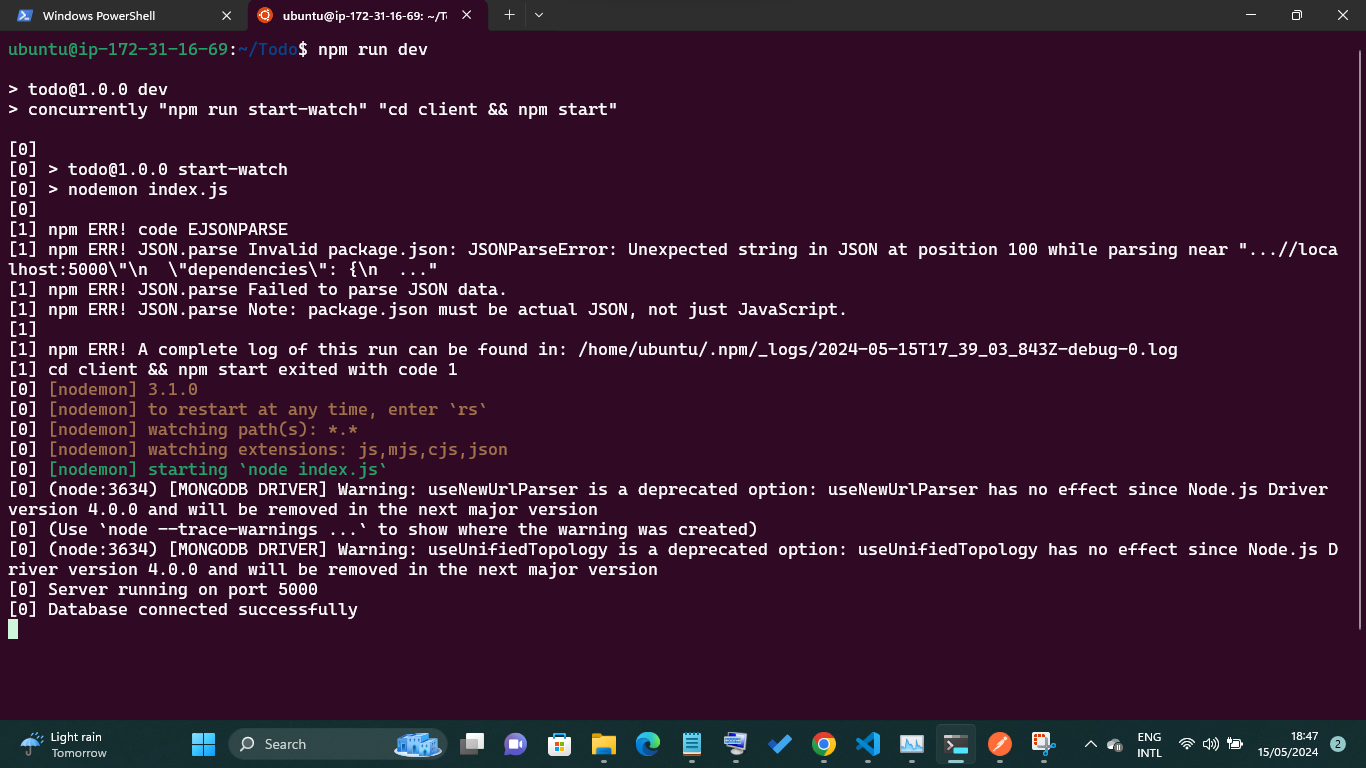 Windows PowerShell
ubuntu@ip-172-31-16-69: ~/To
ubuntu@ip-172-31-16-69:~/Todo$ npm run dev
> todo@1.0.0 dev
> concurrently "npm run start-watch" "cd client && npm start"
[0]
[0] > todo@1.0.0 start-watch
[0] > nodemon index.js
[0]
[1] npm ERR! code EJSONPARSE
[1] npm ERR! JSON.parse Invalid package.json: JSONParseError: Unexpected string in JSON at position 100 while parsing near "...//loca
lhost:5000\"\n  \"dependencies\": {\n  ..."
[1] npm ERR! JSON.parse Failed to parse JSON data.
[1] npm ERR! JSON.parse Note: package.json must be actual JSON, not just JavaScript.
[1]
[1] npm ERR! A complete log of this run can be found in: /home/ubuntu/.npm/_logs/2024-05-15T17_39_03_843Z-debug-0.log
[1] cd client && npm start exited with code 1
[0] [nodemon] 3.1.0
[0] [nodemon] to restart at any time, enter `rs`
[0] [nodemon] watching path(s): *.*
[0] [nodemon] watching extensions: js,mjs,cjs,json
[0] [nodemon] starting `node index.js`
[0] (node:3634) [MONGODB DRIVER] Warning: useNewUrlParser is a deprecated option: useNewUrlParser has no effect since Node.js Driver
version 4.0.0 and will be removed in the next major version
[0] (Use `node --trace-warnings ...` to show where the warning was created)
[0] (node:3634) [MONGODB DRIVER] Warning: useUnifiedTopology is a deprecated option: useUnifiedTopology has no effect since Node.js D
river version 4.0.0 and will be removed in the next major version
[0] Server running on port 5000
[0] Database connected successfully
Light rain
Tomorrow
Search
ENG
INTL
18:47
15/05/2024
2